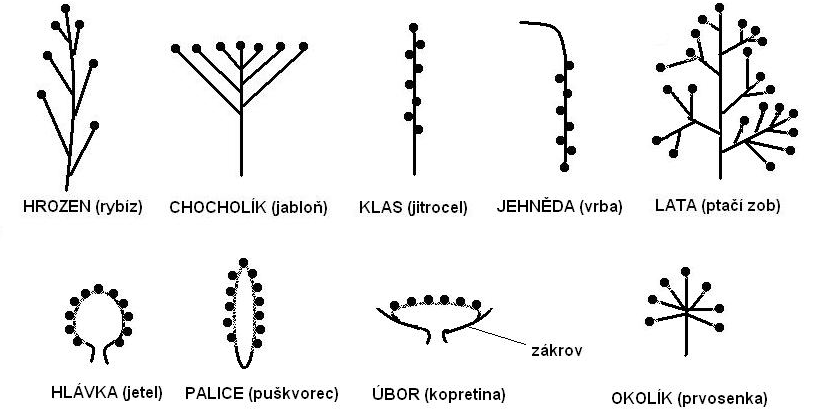 HROZEN (rybíz)
CHOCHOLÍK (jabloň)
KLAS (jitrocel)
JEHNĚDA (vrba)
LATA (ptačí zob)
zákrov
HLÁVKA (jetel)
PALICE (puškvorec)
ÚBOR (kopretina)
OKOLÍK (prvosenka)